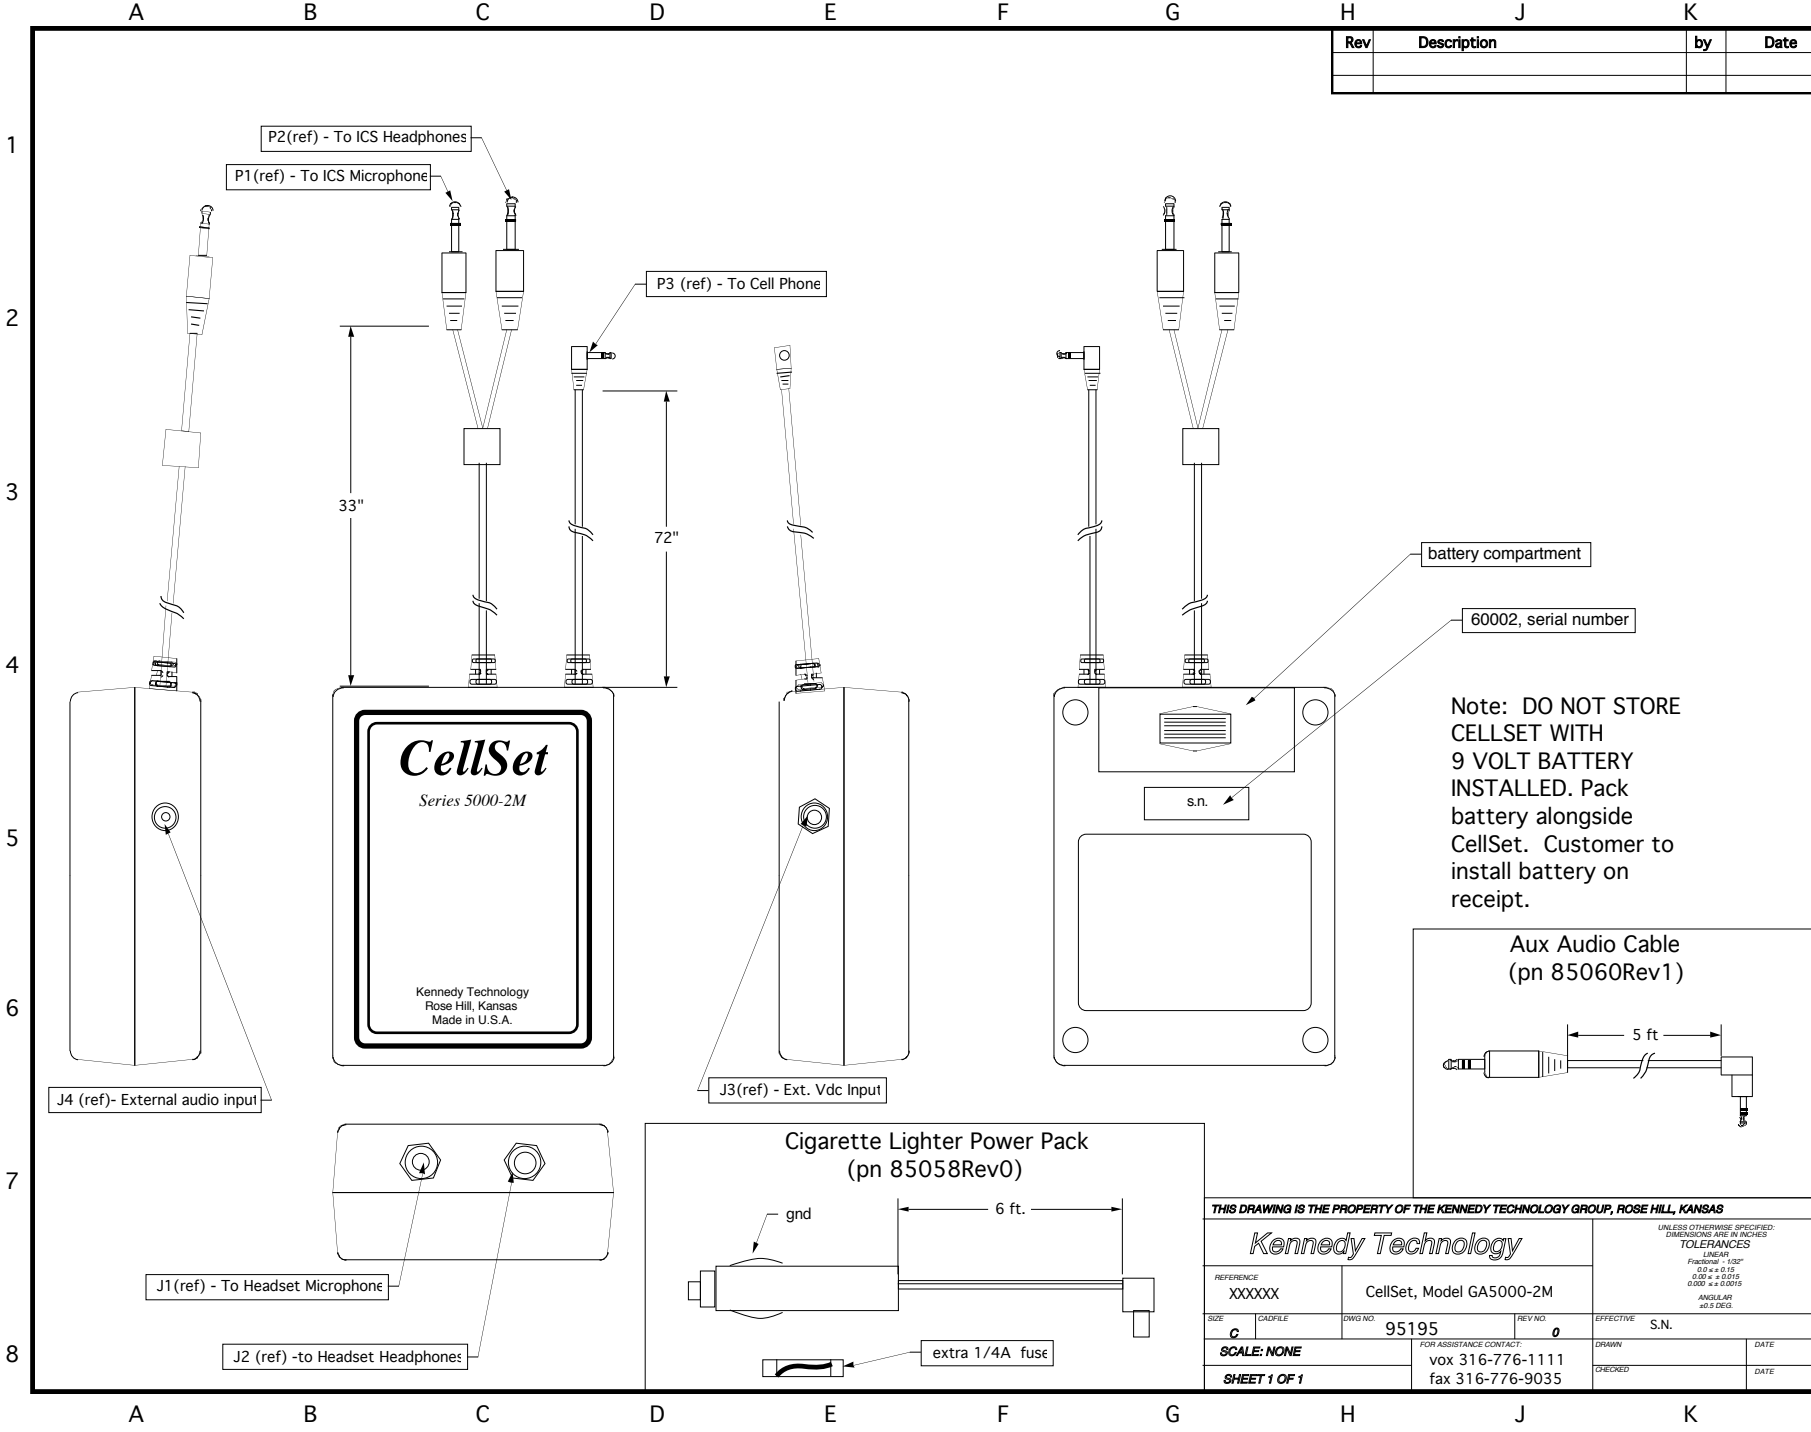 A B C D E F G H J K
Rev Description by Date
1
2
3
4
5
6
7
8
P2(ref) - To ICS Headphones
P1(ref) - To ICS Microphone
P3 (ref) - To Cell Phone
33"
72"
battery compartment
60002, serial number
CellSet
Series 5000-2M
Kennedy Technology
Rose Hill, Kansas
Made in U.S.A.
s.n.
Note: DO NOT STORE
CELLSET WITH
9 VOLT BATTERY
INSTALLED. Pack
battery alongside
CellSet. Customer to
install battery on
receipt.
Aux Audio Cable
(pn 85060Rev1)
5 ft
J4 (ref)- External audio input
J3(ref) - Ext. Vdc Input
J1(ref) - To Headset Microphone
J2 (ref) -to Headset Headphones
Cigarette Lighter Power Pack
(pn 85058Rev0)
gnd
6 ft.
extra 1/4A fuse
THIS DRAWING IS THE PROPERTY OF THE KENNEDY TECHNOLOGY GROUP, ROSE HILL, KANSAS
Kennedy Technology
UNLESS OTHERWISE SPECIFIED:
DIMENSIONS ARE IN INCHES
TOLERANCES
LINEAR
Fractional - 1/32"
0.0 ≤ ± 0.15
0.00 ≤ ± 0.015
0.000 ≤ ± 0.0015
ANGULAR
±0.5 DEG.
REFERENCE
XXXXXX
CellSet, Model GA5000-2M
SIZE C
CADFILE
DWG NO. 95195
REV NO. 0
EFFECTIVE S.N.
SCALE: NONE
SHEET 1 OF 1
FOR ASSISTANCE CONTACT:
vox 316-776-1111
fax 316-776-9035
DRAWN DATE
CHECKED DATE
A B C D E F G H J K